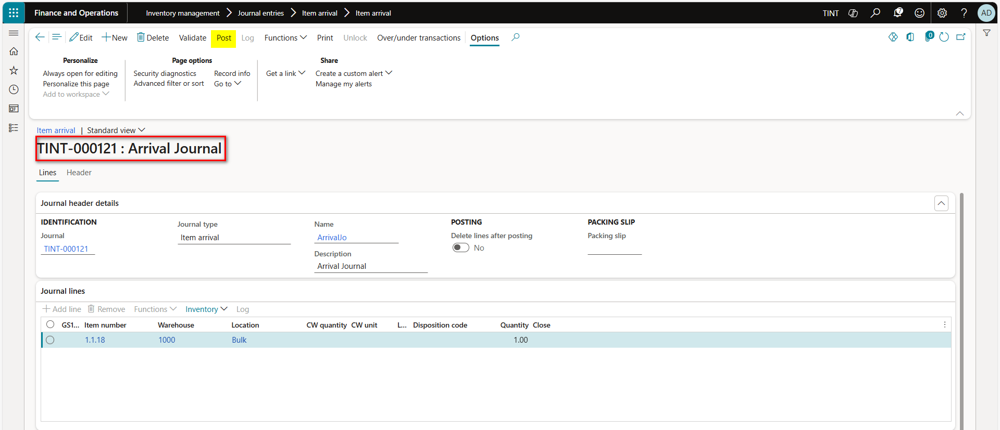 Finance and Operations
Inventory management Journal entries Item arrival Item arrival
TINT 7 ? AD
Edit New Delete Validate Post Log Functions Print Unlock Over/under transactions Options 0
Personalize Page options Share
Always open for editing Security diagnostics Record info Get a link Create a custom alert
Personalize this page Advanced filter or sort Go to Manage my alerts
Add to workspace
Item arrival | Standard view
TINT-000121 : Arrival Journal
Lines Header
Journal header details
IDENTIFICATION
Journal
TINT-000121
Journal type
Item arrival
Name
ArrivalJo
Description
Arrival Journal
POSTING
Delete lines after posting
No
PACKING SLIP
Packing slip
Journal lines
Add line Remove Functions Inventory Log
GS1... Item number Warehouse Location CW quantity CW unit L... Disposition code Quantity Close
1.1.18 1000 Bulk 1.00